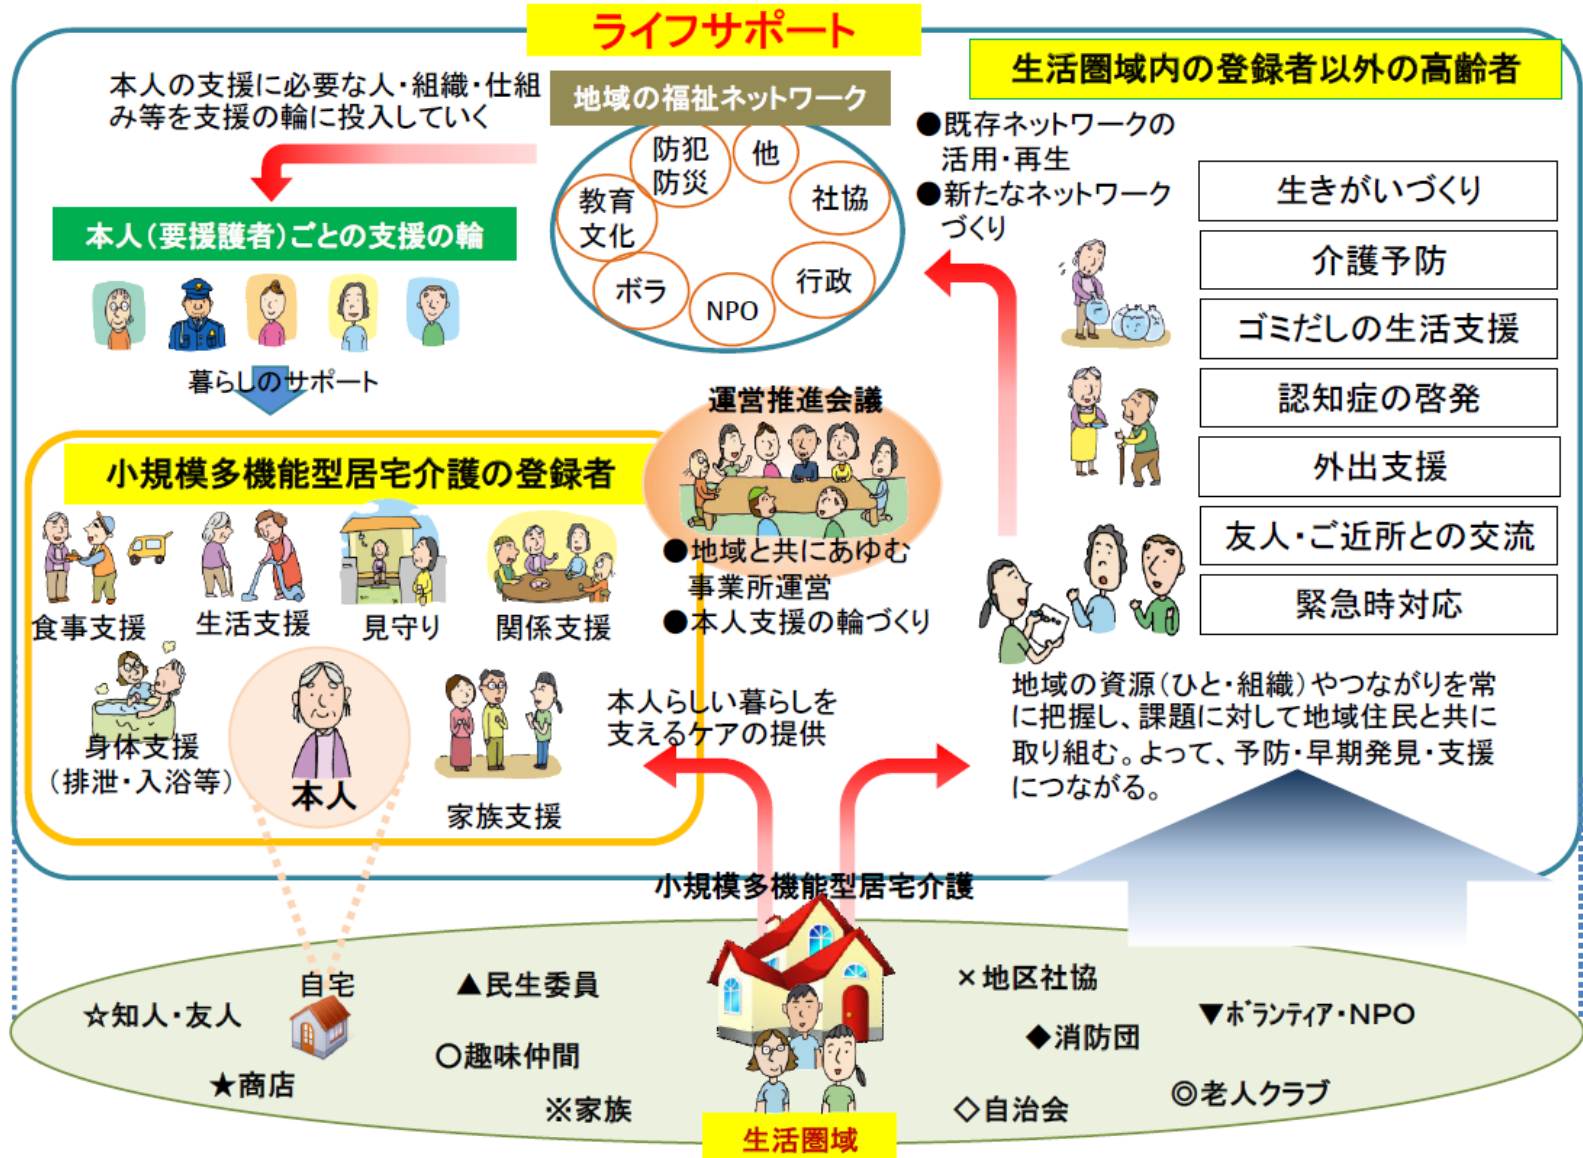 ライフサポート
本人の支援に必要な人・組織・仕組
み等を支援の輪に投入していく
地域の福祉ネットワーク
防犯
防災
他
教育
文化
社協
ボラ
NPO
行政
本人（要援護者）ごとの支援の輪
暮らしのサポート
生活圏域内の登録者以外の高齢者
●既存ネットワークの
活用・再生
●新たなネットワーク
づくり
生きがいづくり
介護予防
ゴミだしの生活支援
認知症の啓発
外出支援
友人・ご近所との交流
緊急時対応
運営推進会議
●地域と共にあゆむ
事業所運営
●本人支援の輪づくり
小規模多機能型居宅介護の登録者
食事支援
生活支援
見守り
関係支援
身体支援
（排泄・入浴等）
本人
家族支援
本人らしい暮らしを
支えるケアの提供
地域の資源（ひと・組織）やつながりを常
に把握し、課題に対して地域住民と共に
取り組む。よって、予防・早期発見・支援
につながる。
小規模多機能型居宅介護
自宅
☆知人・友人
★商店
▲民生委員
〇趣味仲間
※家族
×地区社協
◆消防団
◇自治会
▼ボランティア・NPO
◎老人クラブ
生活圏域